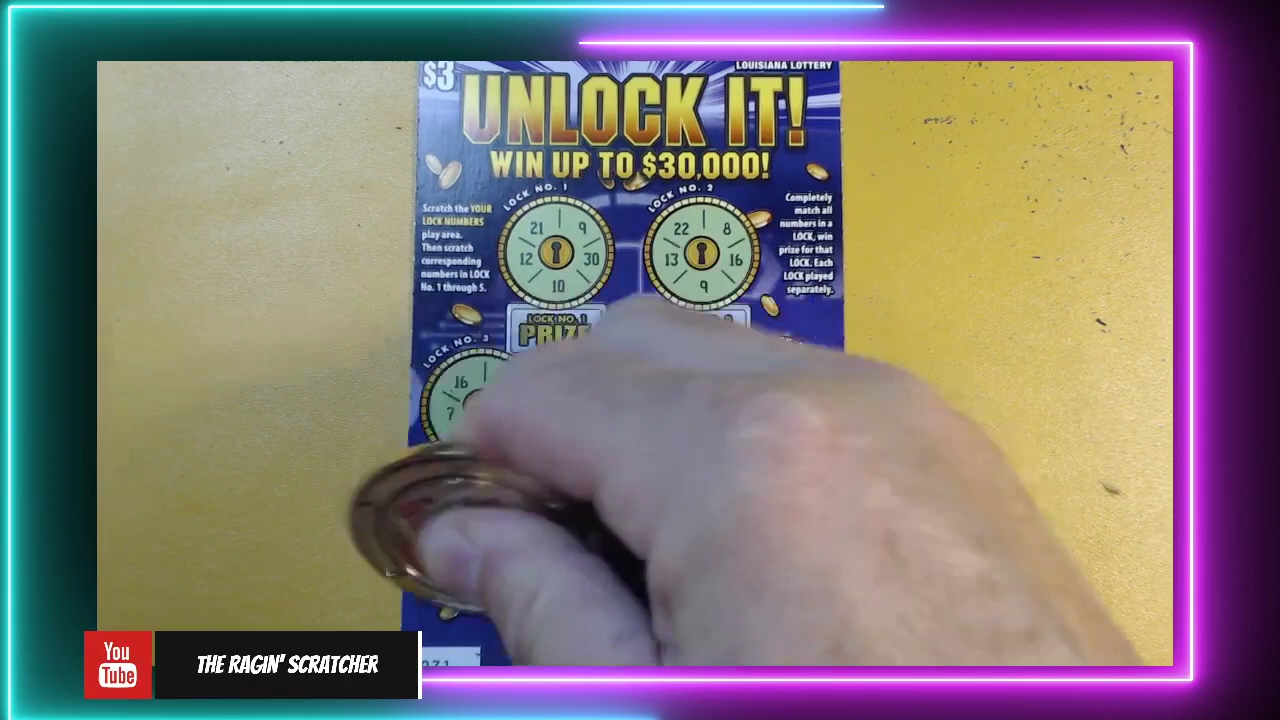 $3
LOUISIANA LOTTERY
UNLOCK IT!
WIN UP TO $30,000!
LOCK NO. 1
LOCK NO. 2
Scratch the YOUR
LOCK NUMBERS
play area.
Then scratch
corresponding
numbers in LOCK
No. 1 through 5.
21 9
12 30
10
22 8
13 16
9
Completely
match all
numbers in a
LOCK, win
prize for that
LOCK. Each
LOCK played
separately.
LOCK NO. 1
PRIZE
LOCK NO. 3
16
7
You
Tube
THE RAGIN' SCRATCHER